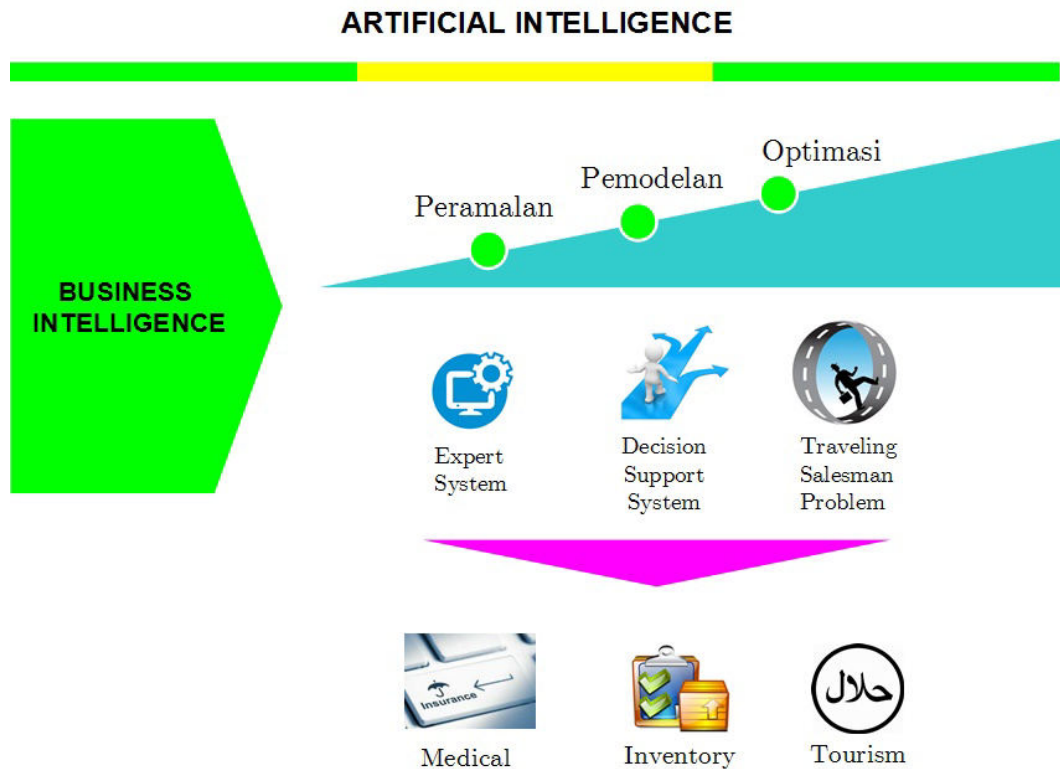 ARTIFICIAL INTELLIGENCE
Optimasi
Pemodelan
Peramalan
BUSINESS
INTELLIGENCE
Expert
System
Decision
Support
System
Traveling
Salesman
Problem
Insurance
حلال
Medical
Inventory
Tourism